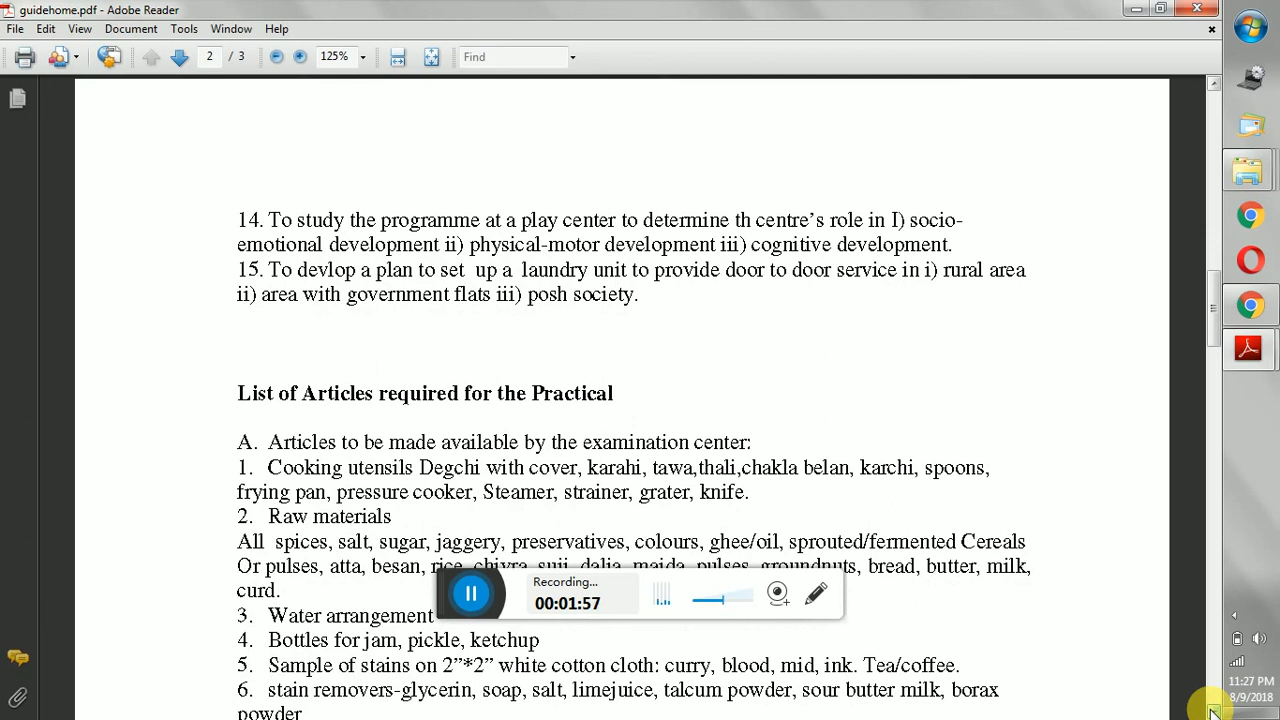 guidehome.pdf - Adobe Reader
File Edit View Document Tools Window Help
2 / 3 125% Find
14. To study the programme at a play center to determine th centre's role in I) socio-
emotional development ii) physical-motor development iii) cognitive development.
15. To devlop a plan to set up a laundry unit to provide door to door service in i) rural area
ii) area with government flats iii) posh society.
List of Articles required for the Practical
A. Articles to be made available by the examination center:
1. Cooking utensils Degchi with cover, karahi, tawa,thali,chakla belan, karchi, spoons,
frying pan, pressure cooker, Steamer, strainer, grater, knife.
2. Raw materials
All spices, salt, sugar, jaggery, preservatives, colours, ghee/oil, sprouted/fermented Cereals
Or pulses, atta, besan, rice, chivra, suji, dalia, maida, pulses, groundnuts, bread, butter, milk,
curd.
3. Water arrangement
4. Bottles for jam, pickle, ketchup
5. Sample of stains on 2”*2” white cotton cloth: curry, blood, mid, ink. Tea/coffee.
6. stain removers-glycerin, soap, salt, limejuice, talcum powder, sour butter milk, borax
powder
Recording...
00:01:57
11:27 PM
8/9/2018